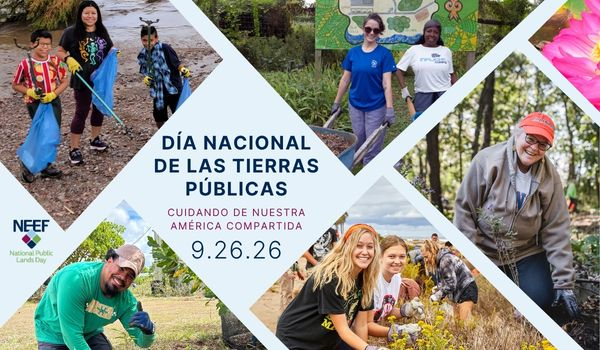 DÍA NACIONAL
DE LAS TIERRAS
PÚBLICAS
CUIDANDO DE NUESTRA
AMÉRICA COMPARTIDA
9.26.26
NEEF
National Public
Lands Day